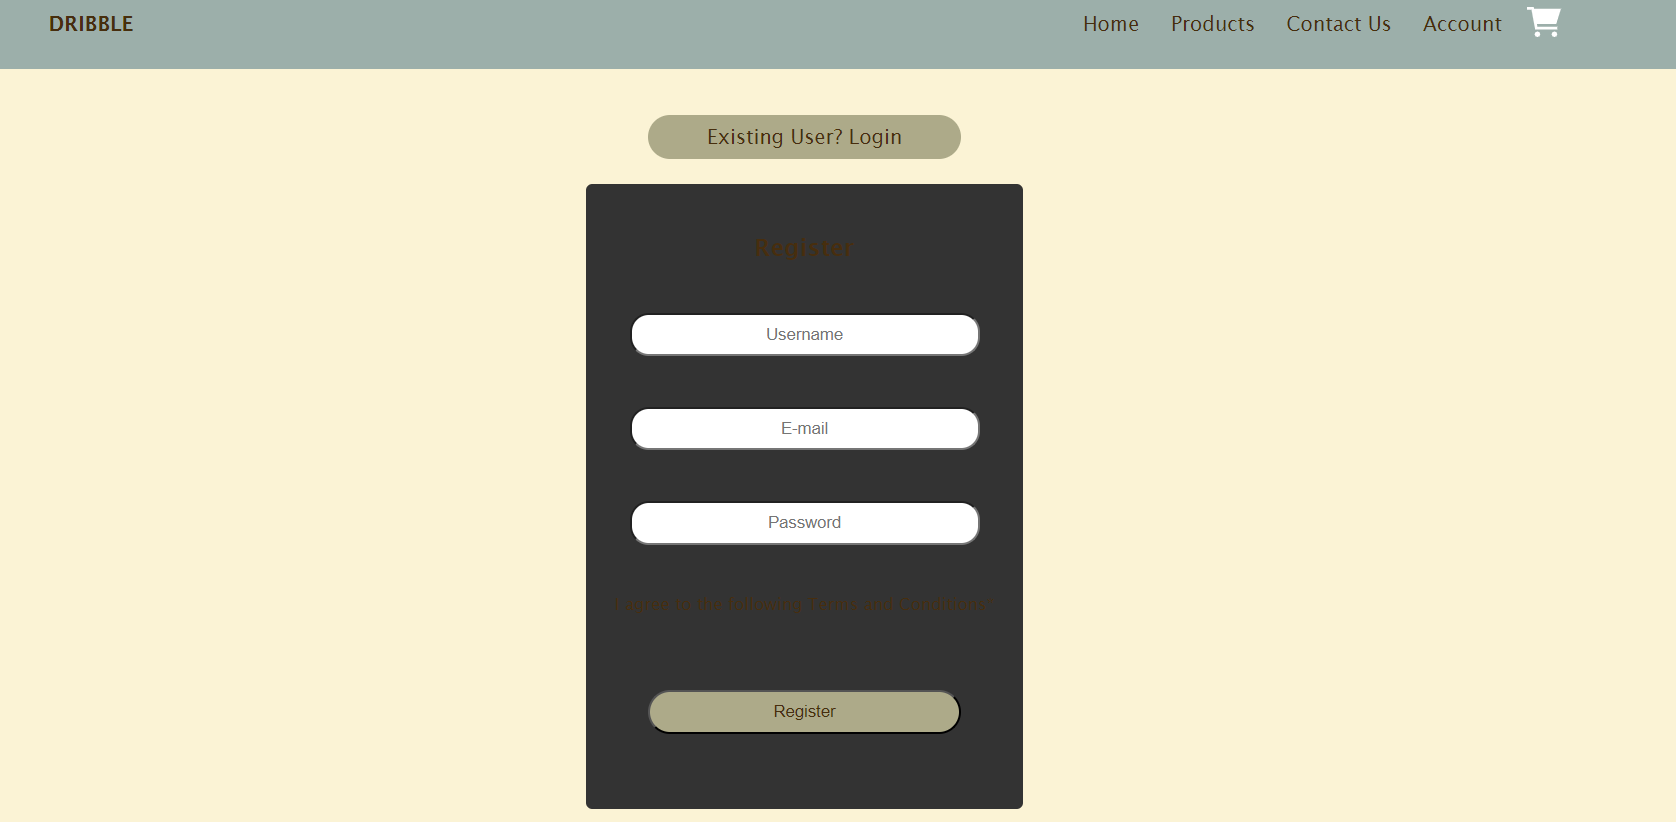 DRIBBLE Home Products Contact Us Account
Existing User? Login
Register
Username
E-mail
Password
I agree to the following Terms and Conditions*
Register